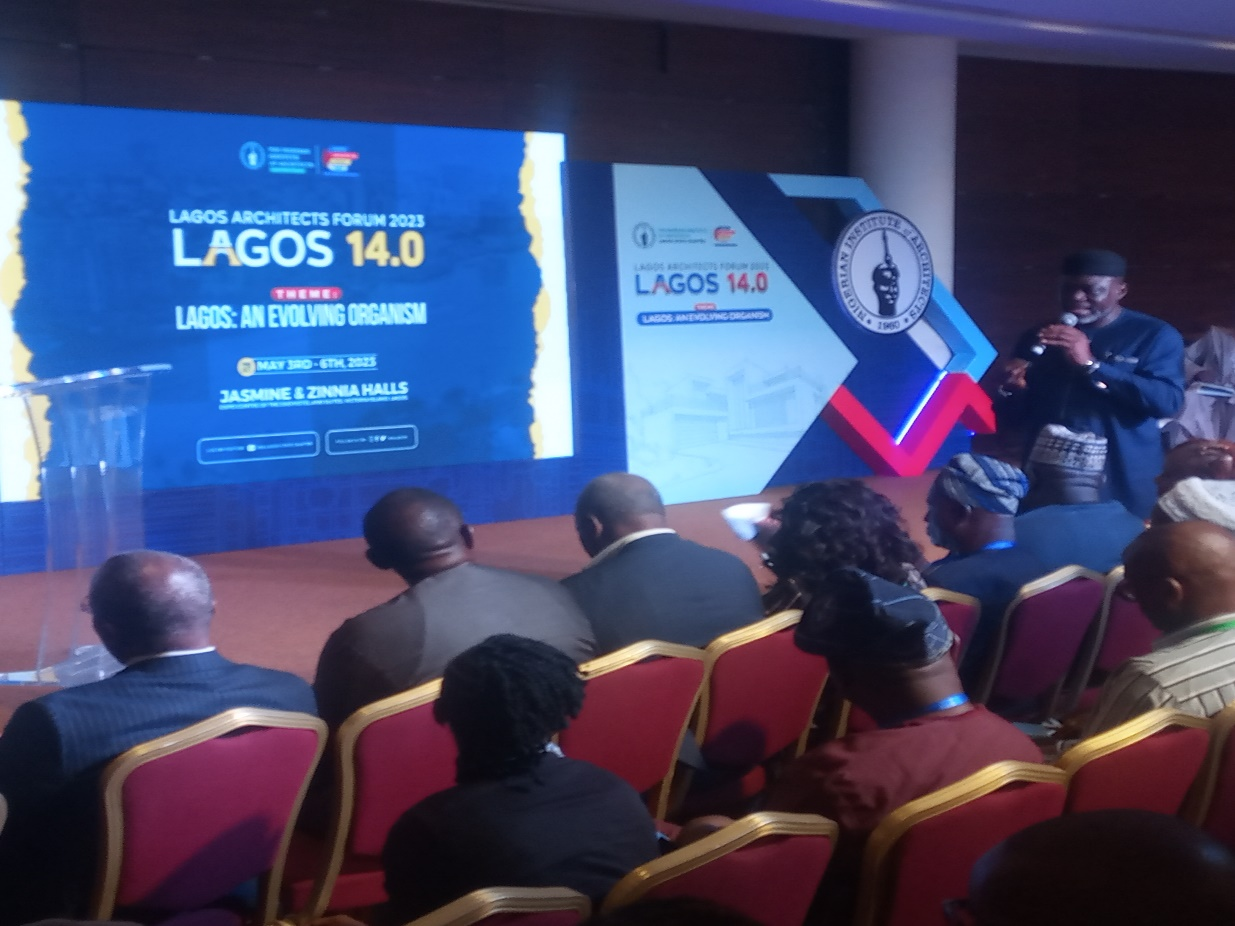 LAGOS ARCHITECTS FORUM 2023
LAGOS 14.0
THEME:
LAGOS: AN EVOLVING ORGANISM
MAY 3RD - 6TH, 2023
JASMINE & ZINNIA HALLS
LAGOS ARCHITECTS FORUM 2023
LAGOS 14.0
THEME
LAGOS: AN EVOLVING ORGANISM
NIGERIAN INSTITUTE of ARCHITECTS
1960